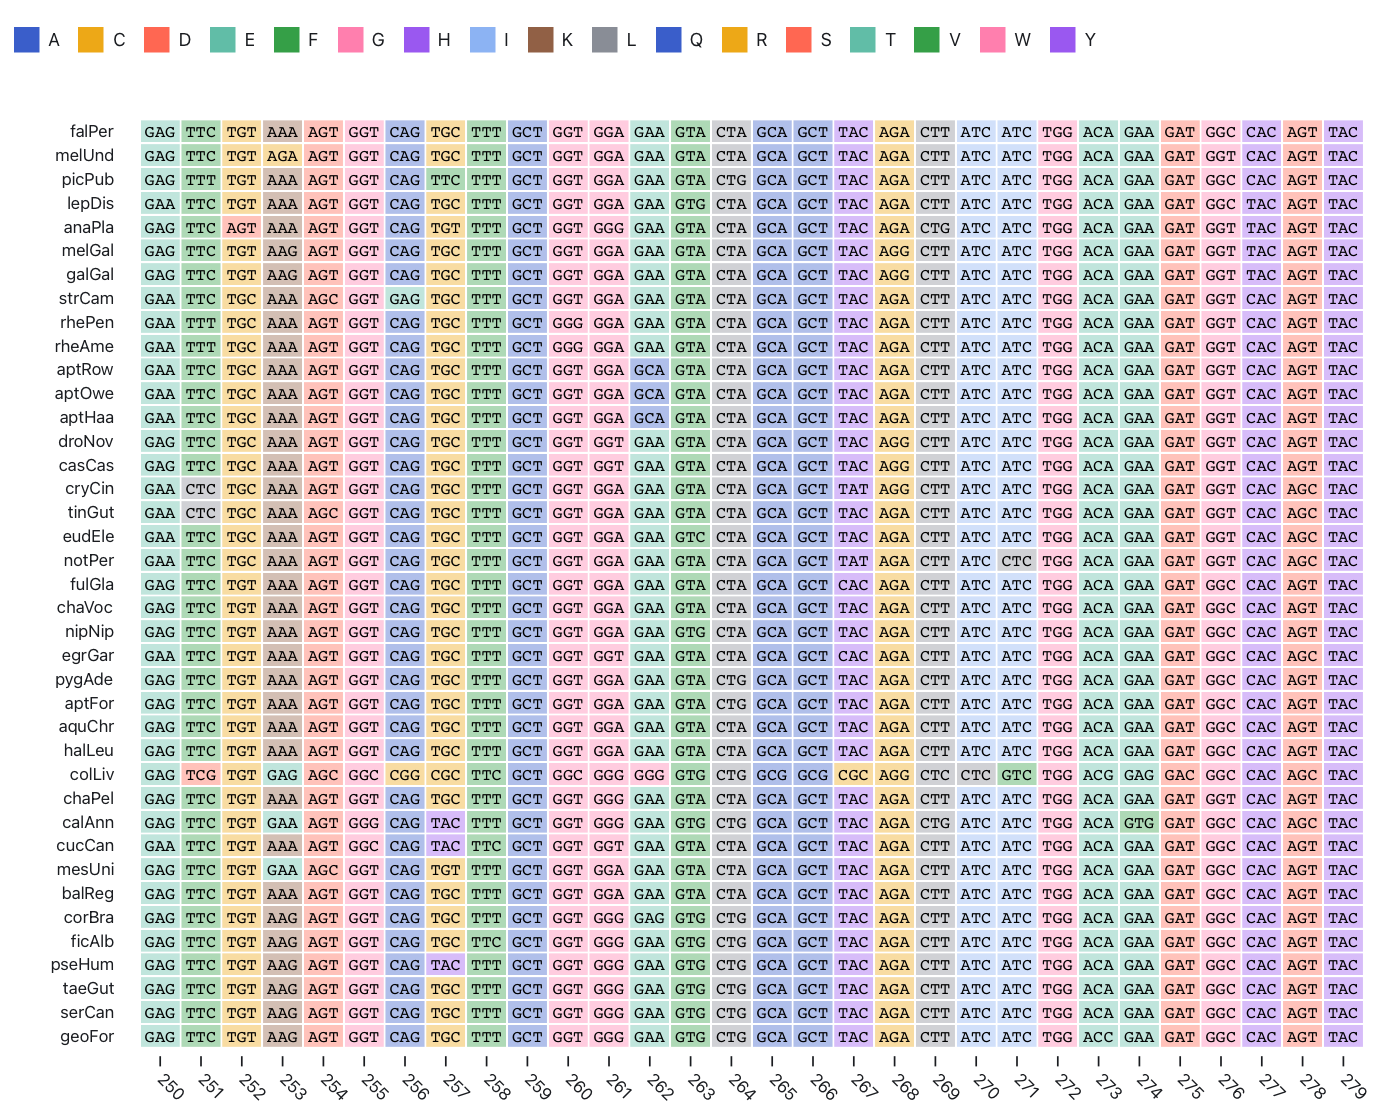 A C D E F G H I K L Q R S T V W Y
falPer GAG TTC TGT AAA AGT GGT CAG TGC TTT GCT GGT GGA GAA GTA CTA GCA GCT TAC AGA CTT ATC ATC TGG ACA GAA GAT GGC CAC AGT TAC
melUnd GAG TTC TGT AGA AGT GGT CAG TGC TTT GCT GGT GGA GAA GTA CTA GCA GCT TAC AGA CTT ATC ATC TGG ACA GAA GAT GGC CAC AGT TAC
picPub GAG TTT TGT AAA AGT GGT CAG TTC TTT GCT GGT GGA GAA GTA CTG GCA GCT TAC AGA CTT ATC ATC TGG ACA GAA GAT GGC CAC AGT TAC
lepDis GAA TTC TGT AAA AGT GGT CAG TGC TTT GCT GGT GGA GAA GTG CTA GCA GCT TAC AGA CTT ATC ATC TGG ACA GAA GAT GGC TAC AGT TAC
anaPla GAG TTC AGT AAA AGT GGT CAG TGT TTT GCT GGT GGG GAA GTA CTA GCA GCT TAC AGA CTG ATC ATC TGG ACA GAA GAT GGT TAC AGT TAC
melGal GAG TTC TGT AAG AGT GGT CAG TGC TTT GCT GGT GGA GAA GTA CTA GCA GCT TAC AGG CTT ATC ATC TGG ACA GAA GAT GGT TAC AGT TAC
galGal GAG TTC TGT AAG AGT GGT CAG TGC TTT GCT GGT GGA GAA GTA CTA GCA GCT TAC AGG CTT ATC ATC TGG ACA GAA GAT GGT TAC AGT TAC
strCam GAA TTC TGC AAA AGC GGT GAG TGC TTT GCT GGT GGA GAA GTA CTA GCA GCT TAC AGA CTT ATC ATC TGG ACA GAA GAT GGT CAC AGT TAC
rhePen GAA TTT TGC AAA AGT GGT CAG TGC TTT GCT GGG GGA GAA GTA CTA GCA GCT TAC AGA CTT ATC ATC TGG ACA GAA GAT GGT CAC AGT TAC
rheAme GAA TTT TGC AAA AGT GGT CAG TGC TTT GCT GGG GGA GAA GTA CTA GCA GCT TAC AGA CTT ATC ATC TGG ACA GAA GAT GGT CAC AGT TAC
aptRow GAA TTC TGC AAA AGT GGT CAG TGC TTT GCT GGT GGA GCA GTA CTA GCA GCT TAC AGA CTT ATC ATC TGG ACA GAA GAT GGT CAC AGT TAC
aptOwe GAA TTC TGC AAA AGT GGT CAG TGC TTT GCT GGT GGA GCA GTA CTA GCA GCT TAC AGA CTT ATC ATC TGG ACA GAA GAT GGT CAC AGT TAC
aptHaa GAA TTC TGC AAA AGT GGT CAG TGC TTT GCT GGT GGA GCA GTA CTA GCA GCT TAC AGA CTT ATC ATC TGG ACA GAA GAT GGT CAC AGT TAC
droNov GAG TTC TGC AAA AGT GGT CAG TGC TTT GCT GGT GGT GAA GTA CTA GCA GCT TAC AGG CTT ATC ATC TGG ACA GAA GAT GGT CAC AGT TAC
casCas GAG TTC TGC AAA AGT GGT CAG TGC TTT GCT GGT GGT GAA GTA CTA GCA GCT TAC AGG CTT ATC ATC TGG ACA GAA GAT GGT CAC AGT TAC
cryCin GAA CTC TGC AAA AGT GGT CAG TGC TTT GCT GGT GGA GAA GTA CTA GCA GCT TAT AGG CTT ATC ATC TGG ACA GAA GAT GGT CAC AGC TAC
tinGut GAA CTC TGC AAA AGC GGT CAG TGC TTT GCT GGT GGA GAA GTA CTA GCA GCT TAC AGA CTT ATC ATC TGG ACA GAA GAT GGT CAC AGC TAC
eudEle GAA TTC TGC AAA AGT GGT CAG TGC TTT GCT GGT GGA GAA GTC CTA GCA GCT TAC AGA CTT ATC ATC TGG ACA GAA GAT GGT CAC AGC TAC
notPer GAA TTC TGC AAA AGT GGT CAG TGC TTT GCT GGT GGA GAA GTA CTA GCA GCT TAT AGA CTT ATC CTC TGG ACA GAA GAT GGT CAC AGC TAC
fulGla GAG TTC TGT AAA AGT GGT CAG TGC TTT GCT GGT GGA GAA GTA CTA GCA GCT CAC AGA CTT ATC ATC TGG ACA GAA GAT GGC CAC AGT TAC
chaVoc GAG TTC TGT AAA AGT GGT CAG TGC TTT GCT GGT GGA GAA GTA CTA GCA GCT TAC AGA CTT ATC ATC TGG ACA GAA GAT GGC CAC AGT TAC
nipNip GAG TTC TGT AAA AGT GGT CAG TGC TTT GCT GGT GGA GAA GTG CTA GCA GCT TAC AGA CTT ATC ATC TGG ACA GAA GAT GGC CAC AGT TAC
egrGar GAA TTC TGT AAA AGT GGT CAG TGC TTT GCT GGT GGT GAA GTA CTA GCA GCT CAC AGA CTT ATC ATC TGG ACA GAA GAT GGC CAC AGC TAC
pygAde GAG TTC TGT AAA AGT GGT CAG TGC TTT GCT GGT GGA GAA GTA CTG GCA GCT TAC AGA CTT ATC ATC TGG ACA GAA GAT GGC CAC AGT TAC
aptFor GAG TTC TGT AAA AGT GGT CAG TGC TTT GCT GGT GGA GAA GTA CTG GCA GCT TAC AGA CTT ATC ATC TGG ACA GAA GAT GGC CAC AGT TAC
aquChr GAG TTC TGT AAA AGT GGT CAG TGC TTT GCT GGT GGA GAA GTA CTA GCA GCT TAC AGA CTT ATC ATC TGG ACA GAA GAT GGC CAC AGT TAC
halLeu GAG TTC TGT AAA AGT GGT CAG TGC TTT GCT GGT GGA GAA GTA CTA GCA GCT TAC AGA CTT ATC ATC TGG ACA GAA GAT GGC CAC AGT TAC
colLiv GAG TCG TGT GAG AGC GGC CGG CGC TTC GCT GGC GGG GGG GTG CTG GCG GCG CGC AGG CTC CTC GTC TGG ACG GAG GAC GGC CAC AGC TAC
chaPel GAG TTC TGT AAA AGT GGT CAG TGC TTT GCT GGT GGG GAA GTA CTA GCA GCT TAC AGA CTT ATC ATC TGG ACA GAA GAT GGC CAC AGT TAC
calAnn GAG TTC TGT GAA AGT GGG CAG TAC TTT GCT GGT GGG GAA GTG CTG GCA GCT TAC AGA CTG ATC ATC TGG ACA GTG GAT GGC CAC AGC TAC
cucCan GAA TTC TGT AAA AGT GGC CAG TAC TTC GCT GGT GGT GAA GTA CTA GCA GCT TAC AGA CTT ATC ATC TGG ACA GAA GAT GGC CAC AGT TAC
mesUni GAG TTC TGT GAA AGC GGT CAG TGT TTT GCT GGT GGA GAA GTA CTA GCA GCT TAC AGA CTT ATC ATC TGG ACA GAA GAT GGC CAC AGT TAC
balReg GAG TTC TGT AAA AGT GGT CAG TGC TTT GCT GGT GGA GAA GTA CTA GCA GCT TAC AGA CTT ATC ATC TGG ACA GAA GAT GGC CAC AGT TAC
corBra GAG TTC TGT AAG AGT GGT CAG TGC TTT GCT GGT GGG GAG GTG CTG GCA GCT TAC AGA CTT ATC ATC TGG ACA GAA GAT GGC CAC AGT TAC
ficAlb GAG TTC TGT AAG AGT GGT CAG TGC TTC GCT GGT GGG GAA GTG CTG GCA GCT TAC AGA CTT ATC ATC TGG ACA GAA GAT GGC CAC AGT TAC
pseHum GAG TTC TGT AAG AGT GGT CAG TAC TTT GCT GGT GGG GAA GTG CTG GCA GCT TAC AGA CTT ATC ATC TGG ACA GAA GAT GGC CAC AGT TAC
taeGut GAG TTC TGT AAG AGT GGT CAG TGC TTT GCT GGT GGG GAA GTG CTG GCA GCT TAC AGA CTT ATC ATC TGG ACA GAA GAT GGC CAC AGT TAC
serCan GAG TTC TGT AAG AGT GGT CAG TGC TTT GCT GGT GGG GAA GTG CTG GCA GCT TAC AGA CTT ATC ATC TGG ACA GAA GAT GGC CAC AGT TAC
geoFor GAG TTC TGT AAG AGT GGT CAG TGC TTT GCT GGT GGG GAA GTG CTG GCA GCT TAC AGA CTT ATC ATC TGG ACC GAA GAT GGC CAC AGT TAC
250 251 252 253 254 255 256 257 258 259 260 261 262 263 264 265 266 267 268 269 270 271 272 273 274 275 276 277 278 279